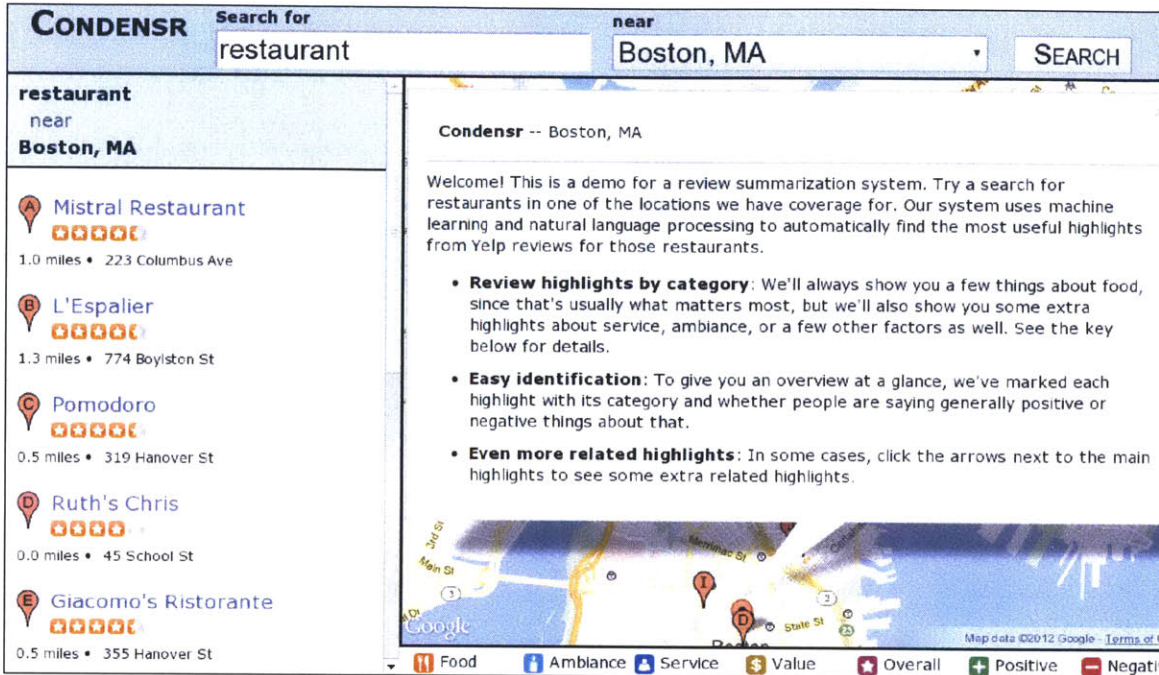 CONDENSR
Search for
near
restaurant
Boston, MA
SEARCH
restaurant
near
Boston, MA
A
Mistral Restaurant
1.0 miles • 223 Columbus Ave
B
L'Espalier
1.3 miles • 774 Boylston St
C
Pomodoro
0.5 miles • 319 Hanover St
D
Ruth's Chris
0.0 miles • 45 School St
E
Giacomo's Ristorante
0.5 miles • 355 Hanover St
Condensr -- Boston, MA
Welcome! This is a demo for a review summarization system. Try a search for
restaurants in one of the locations we have coverage for. Our system uses machine
learning and natural language processing to automatically find the most useful highlights
from Yelp reviews for those restaurants.
• Review highlights by category: We'll always show you a few things about food,
since that's usually what matters most, but we'll also show you some extra
highlights about service, ambiance, or a few other factors as well. See the key
below for details.
• Easy identification: To give you an overview at a glance, we've marked each
highlight with its category and whether people are saying generally positive or
negative things about that.
• Even more related highlights: In some cases, click the arrows next to the main
highlights to see some extra related highlights.
3rd St
Main St
3
Merrimac St
I
3
D
State St
Google
Map data ©2012 Google - Terms of
Food
Ambiance
Service
Value
Overall
Positive
Negati